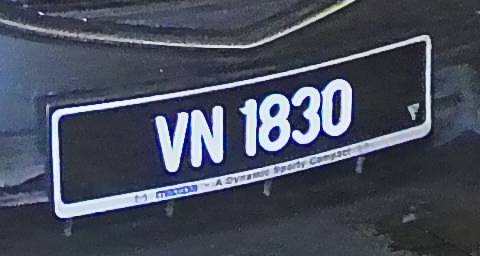 VN 1830
mazda - A Dynamic Sporty Compact